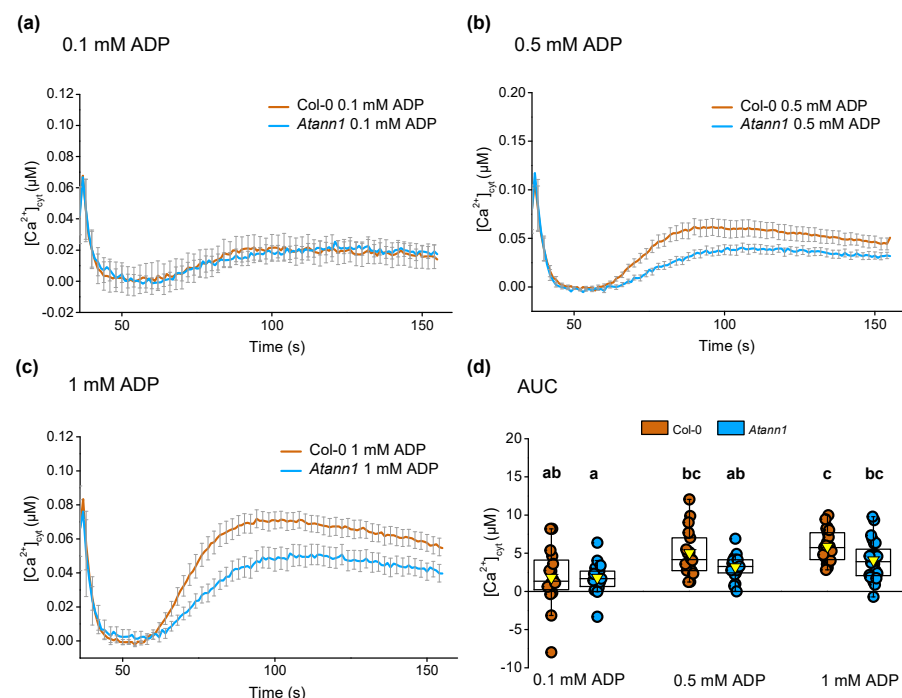 (a)
0.1 mM ADP
0.12
0.10
0.08
0.06
0.04
0.02
0.00
-0.02
[Ca²⁺]cyt (µM)
Col-0 0.1 mM ADP
Atann1 0.1 mM ADP
50 100 150
Time (s)
(b)
0.5 mM ADP
0.20
0.15
0.10
0.05
0.00
[Ca²⁺]cyt (µM)
Col-0 0.5 mM ADP
Atann1 0.5 mM ADP
50 100 150
Time (s)
(c)
1 mM ADP
0.12
0.10
0.08
0.06
0.04
0.02
0.00
[Ca²⁺]cyt (µM)
Col-0 1 mM ADP
Atann1 1 mM ADP
50 100 150
Time (s)
(d)
AUC
Col-0 Atann1
20
15
10
5
0
5
-10
[Ca²⁺]cyt (µM)
ab a bc ab c bc
0.1 mM ADP 0.5 mM ADP 1 mM ADP